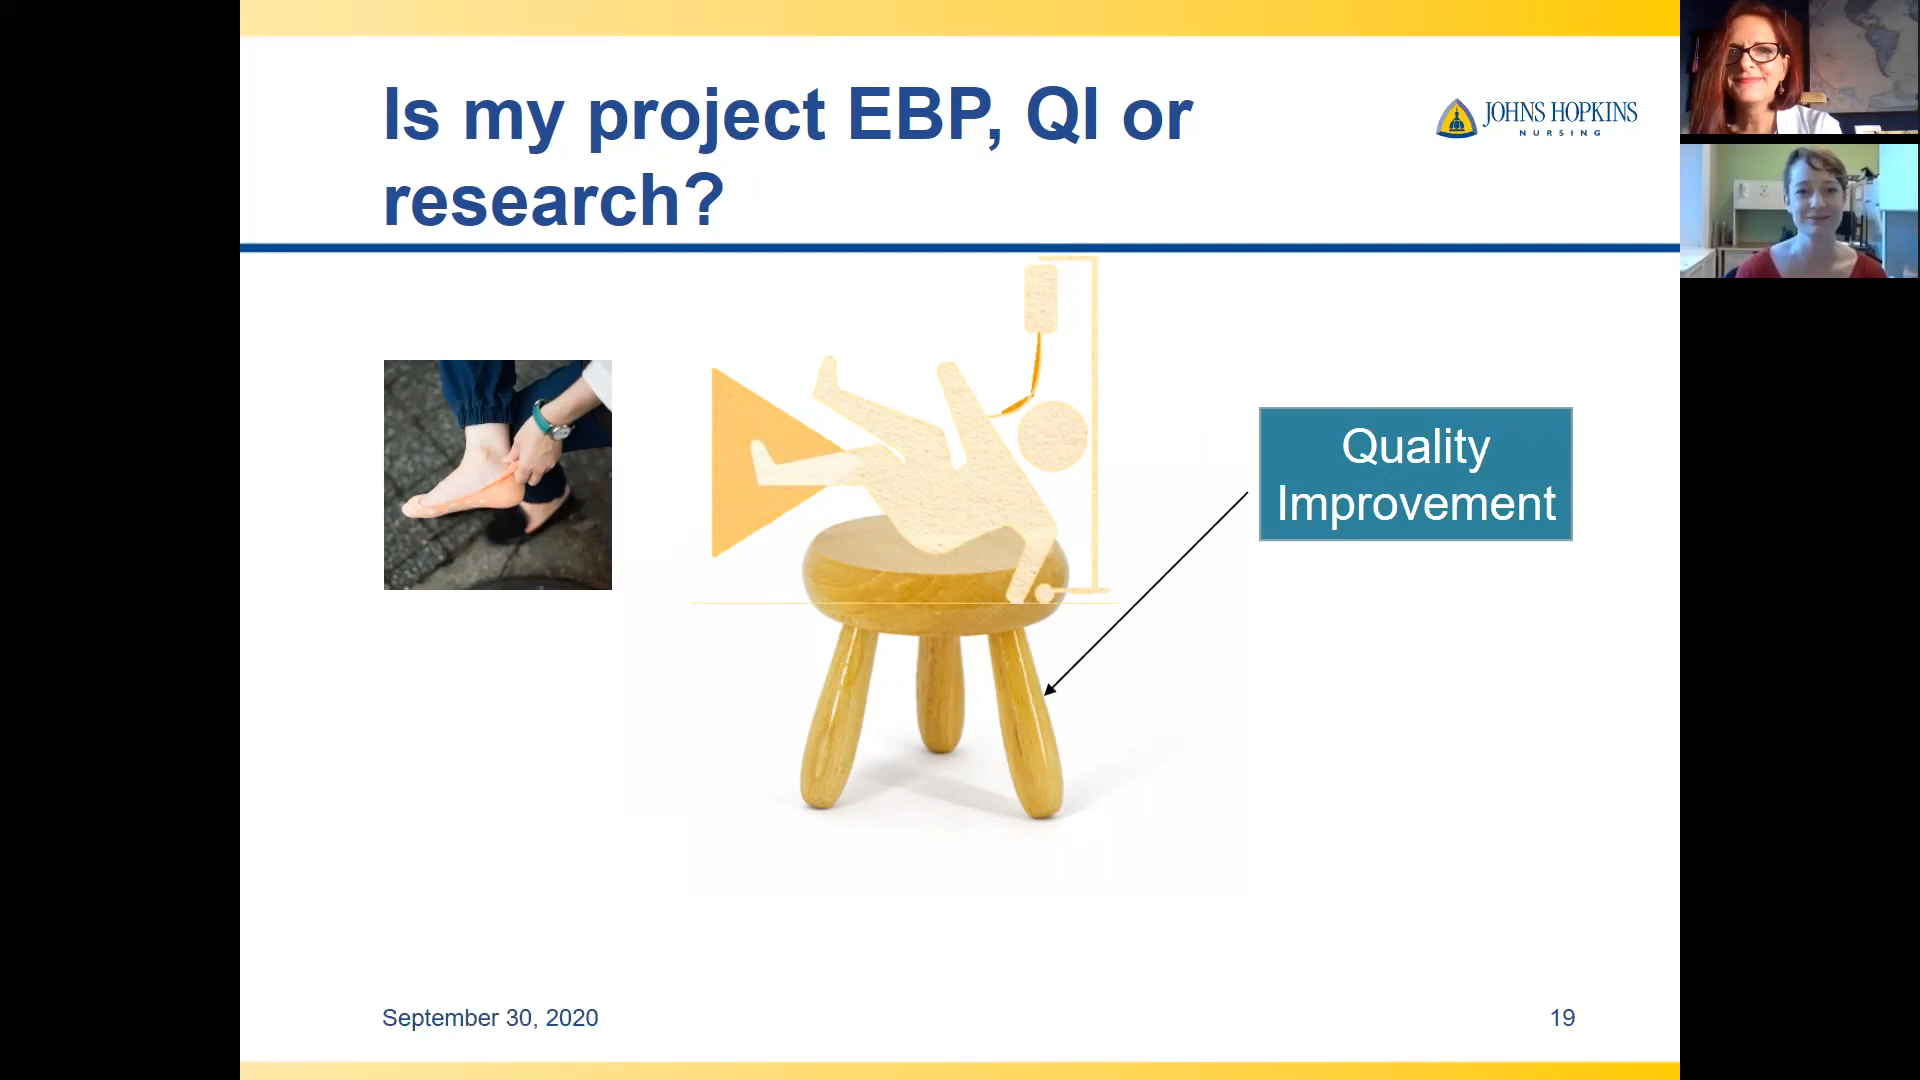 Is my project EBP, QI or
research?
JOHNS HOPKINS
NURSING
Quality
Improvement
September 30, 2020
19